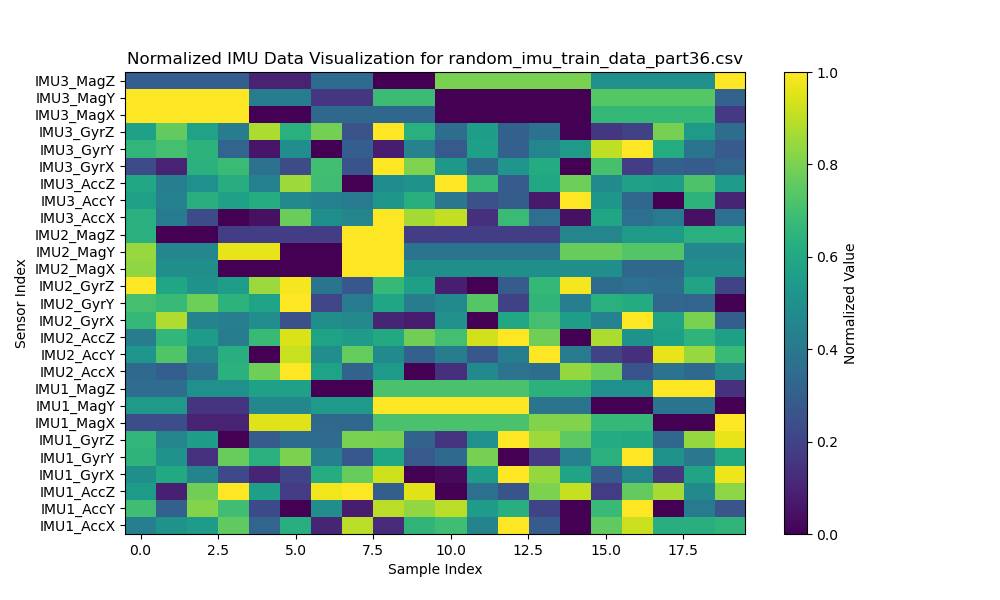 Normalized IMU Data Visualization for random_imu_train_data_part36.csv
IMU3_MagZ
IMU3_MagY
IMU3_MagX
IMU3_GyrZ
IMU3_GyrY
IMU3_GyrX
IMU3_AccZ
IMU3_AccY
IMU3_AccX
IMU2_MagZ
IMU2_MagY
IMU2_MagX
IMU2_GyrZ
IMU2_GyrY
IMU2_GyrX
IMU2_AccZ
IMU2_AccY
IMU2_AccX
IMU1_MagZ
IMU1_MagY
IMU1_MagX
IMU1_GyrZ
IMU1_GyrY
IMU1_GyrX
IMU1_AccZ
IMU1_AccY
IMU1_AccX
Sensor Index
0.0 2.5 5.0 7.5 10.0 12.5 15.0 17.5
Sample Index
1.0
0.8
0.6
0.4
0.2
0.0
Normalized Value